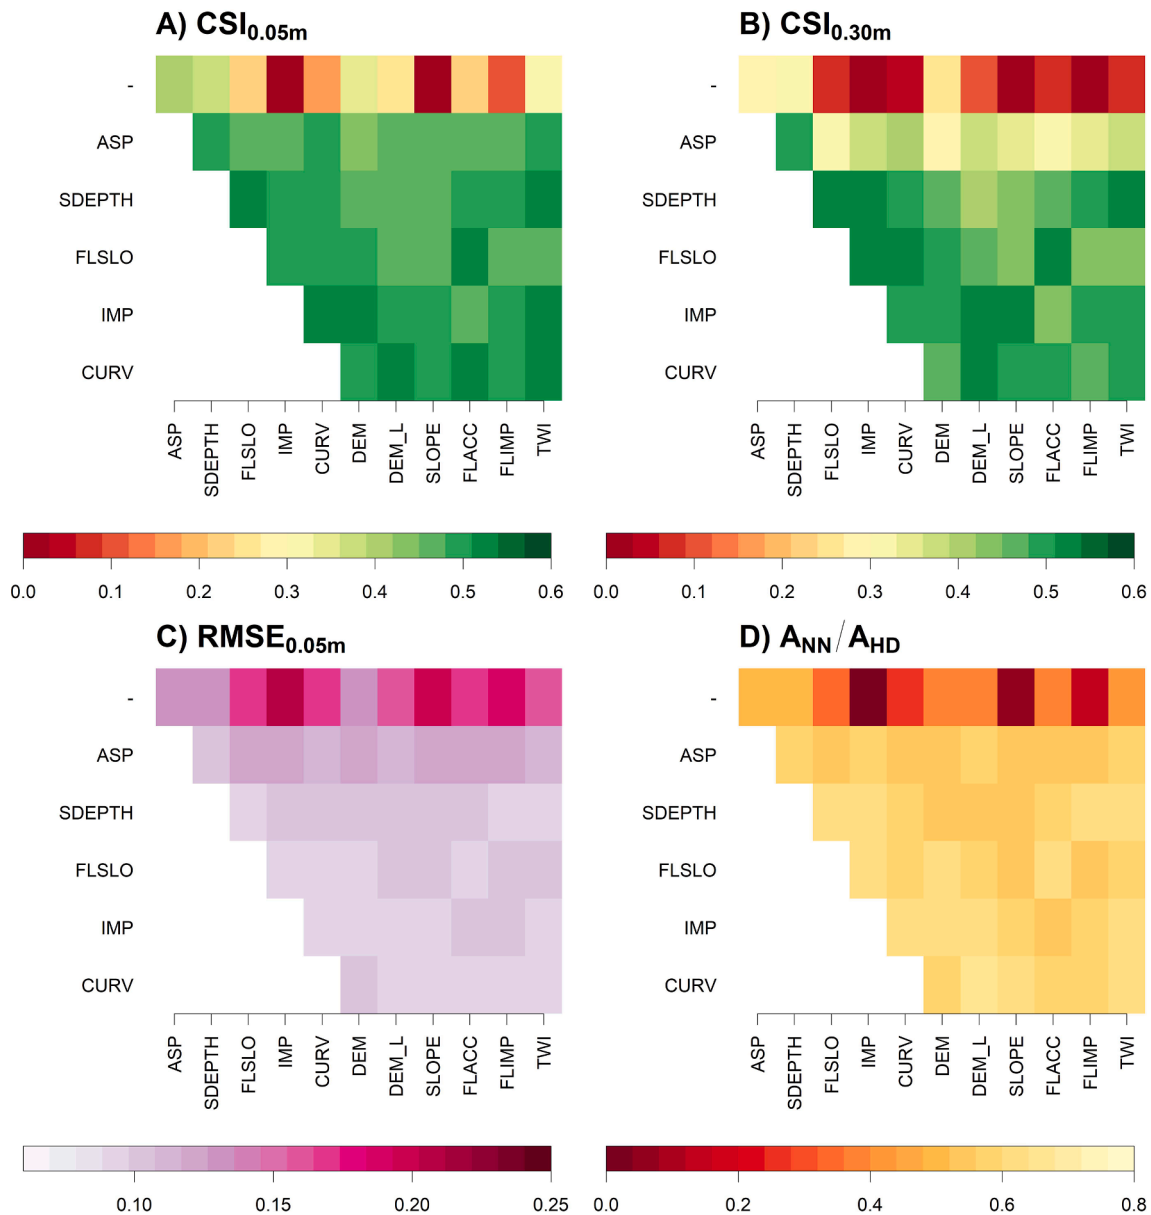 A) CSI0.05m
-
ASP
SDEPTH
FLSLO
IMP
CURV
ASP SDEPTH FLSLO IMP CURV DEM DEM_L SLOPE FLACC FLIMP TWI
0.0 0.1 0.2 0.3 0.4 0.5 0.6
B) CSI0.30m
-
ASP
SDEPTH
FLSLO
IMP
CURV
ASP SDEPTH FLSLO IMP CURV DEM DEM_L SLOPE FLACC FLIMP TWI
0.0 0.1 0.2 0.3 0.4 0.5 0.6
C) RMSE0.05m
-
ASP
SDEPTH
FLSLO
IMP
CURV
ASP SDEPTH FLSLO IMP CURV DEM DEM_L SLOPE FLACC FLIMP TWI
0.10 0.15 0.20 0.25
D) ANN/AHD
-
ASP
SDEPTH
FLSLO
IMP
CURV
ASP SDEPTH FLSLO IMP CURV DEM DEM_L SLOPE FLACC FLIMP TWI
0.0 0.2 0.4 0.6 0.8